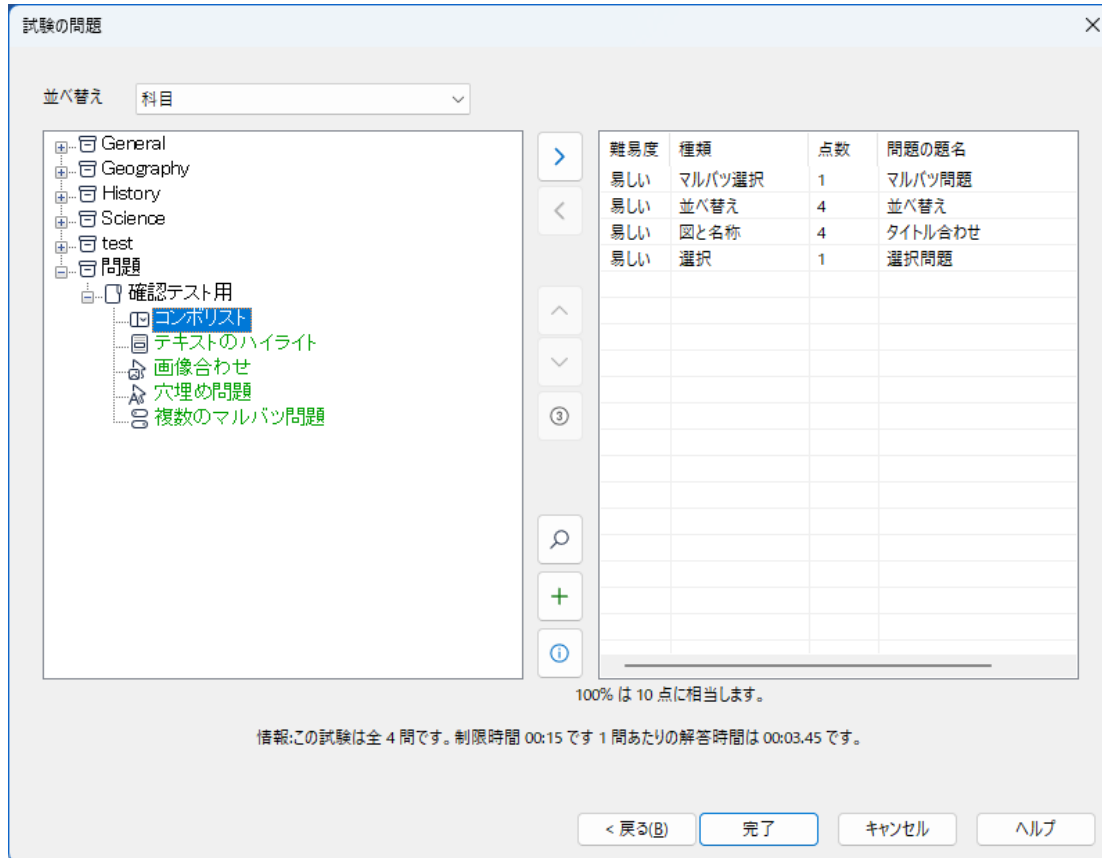 試験の問題
並べ替え 科目
General
Geography
History
Science
test
問題
確認テスト用
コンボリスト
テキストのハイライト
画像合わせ
穴埋め問題
複数のマルバツ問題
3
難易度 種類 点数 問題の題名
易しい マルバツ選択 1 マルバツ問題
易しい 並べ替え 4 並べ替え
易しい 図と名称 4 タイトル合わせ
易しい 選択 1 選択問題
100% は 10 点に相当します。
情報:この試験は全 4 問です。制限時間 00:15 です 1 問あたりの解答時間は 00:03.45 です。
< 戻る(B) 完了 キャンセル ヘルプ